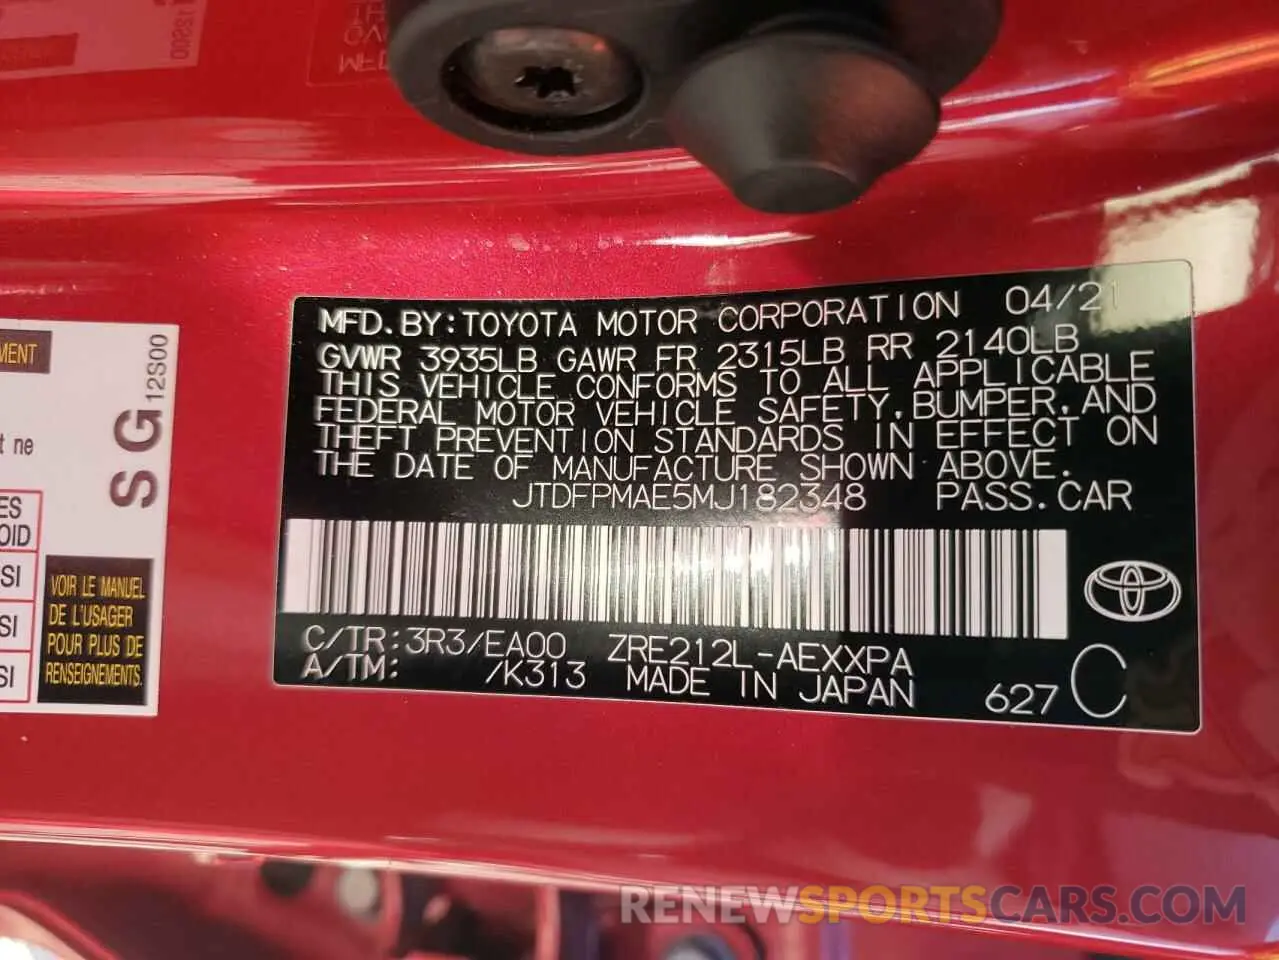 MFD.BY:TOYOTA MOTOR CORPORATION 04/21
GVWR 3935LB GAWR FR 2315LB RR 2140LB
THIS VEHICLE CONFORMS TO ALL APPLICABLE
FEDERAL MOTOR VEHICLE SAFETY,BUMPER,AND
THEFT PREVENTION STANDARDS IN EFFECT ON
THE DATE OF MANUFACTURE SHOWN ABOVE.
JTDFPMAE5MJ182348 PASS.CAR
C/TR:3R3/EA00 ZRE212L-AEXXPA
A/TM: /K313 MADE IN JAPAN
627 C
SG 12S00
t ne
VOIR LE MANUEL
DE L'USAGER
POUR PLUS DE
RENSEIGNEMENTS.
RENEWSPORTSCARS.COM